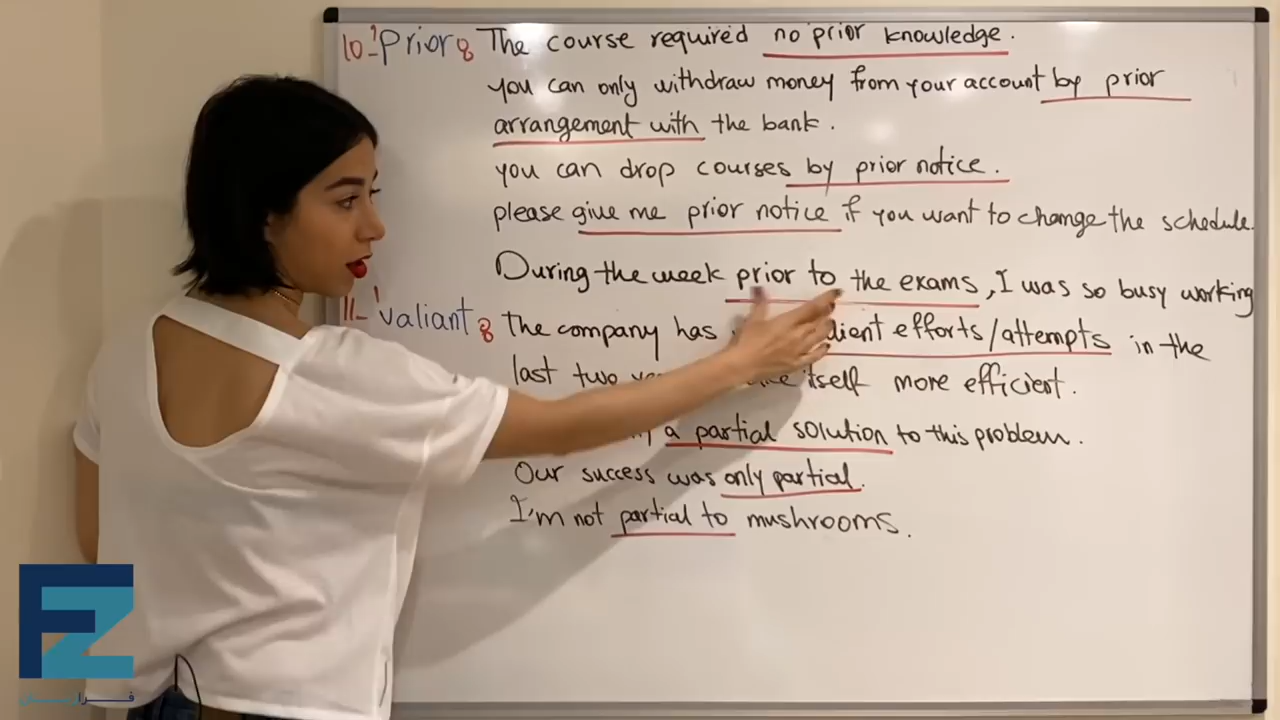 10- Prior: The course required no prior knowledge.
you can only withdraw money from your account by prior
arrangement with the bank.
you can drop courses by prior notice.
please give me prior notice if you want to change the schedule.
During the week prior to the exams, I was so busy working
11- valiant: The company has efforts/attempts in the
last two itself more efficient.
a partial solution to this problem.
Our success was only partial.
I'm not partial to mushrooms.
FZ